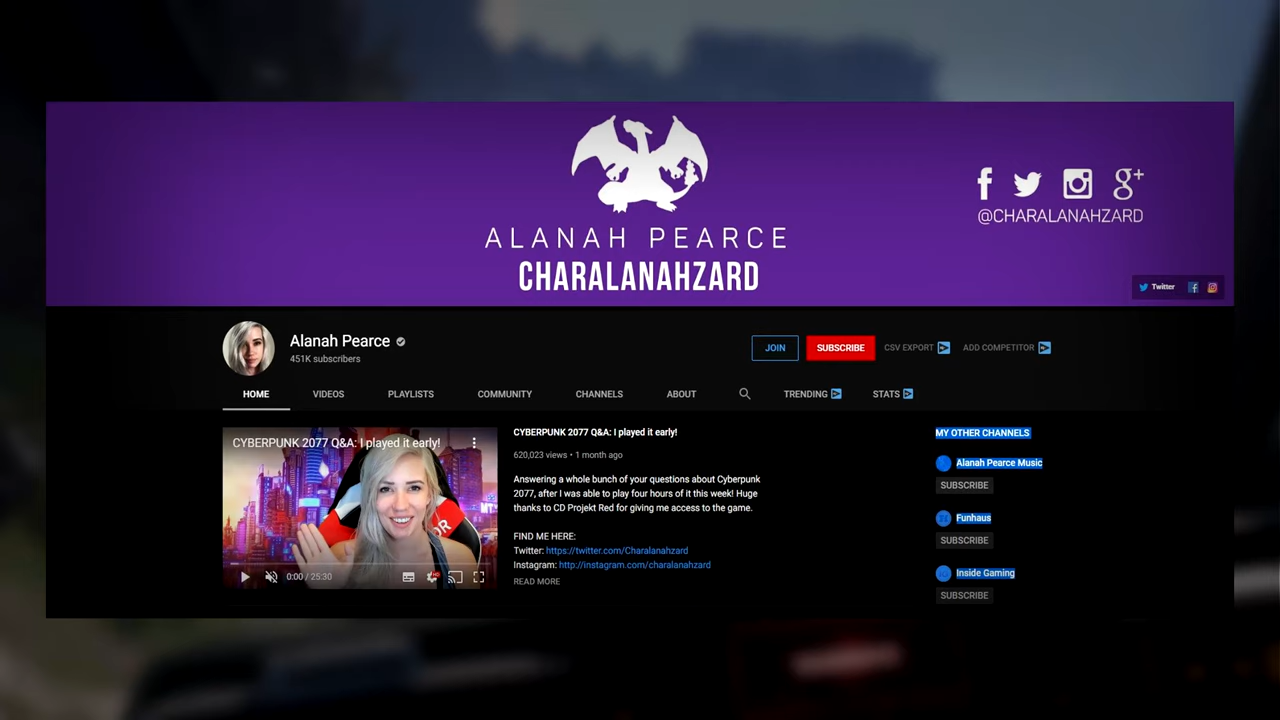 ALANAH PEARCE
CHARALANAHZARD
@CHARALANAHZARD
Twitter
Alanah Pearce
451K subscribers
JOIN
SUBSCRIBE
CSV EXPORT
ADD COMPETITOR
HOME
VIDEOS
PLAYLISTS
COMMUNITY
CHANNELS
ABOUT
TRENDING
STATS
CYBERPUNK 2077 Q&A: I played it early!
0:00 / 25:30
CYBERPUNK 2077 Q&A: I played it early!
620,023 views • 1 month ago
Answering a whole bunch of your questions about Cyberpunk
2077, after I was able to play four hours of it this week! Huge
thanks to CD Projekt Red for giving me access to the game.
FIND ME HERE:
Twitter: https://twitter.com/Charalanahzard
Instagram: http://instagram.com/charalanahzard
READ MORE
MY OTHER CHANNELS
Alanah Pearce Music
SUBSCRIBE
Funhaus
SUBSCRIBE
Inside Gaming
SUBSCRIBE